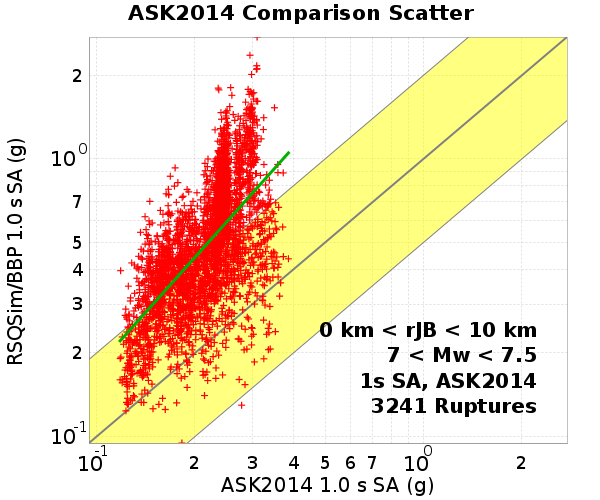 ASK2014 Comparison Scatter
RSQSim/BBP 1.0 s SA (g)
2
10^0
7
5
4
3
2
10^-1
0 km < rJB < 10 km
7 < Mw < 7.5
1s SA, ASK2014
3241 Ruptures
10^-1 2 3 4 5 6 7 10^0 2
ASK2014 1.0 s SA (g)